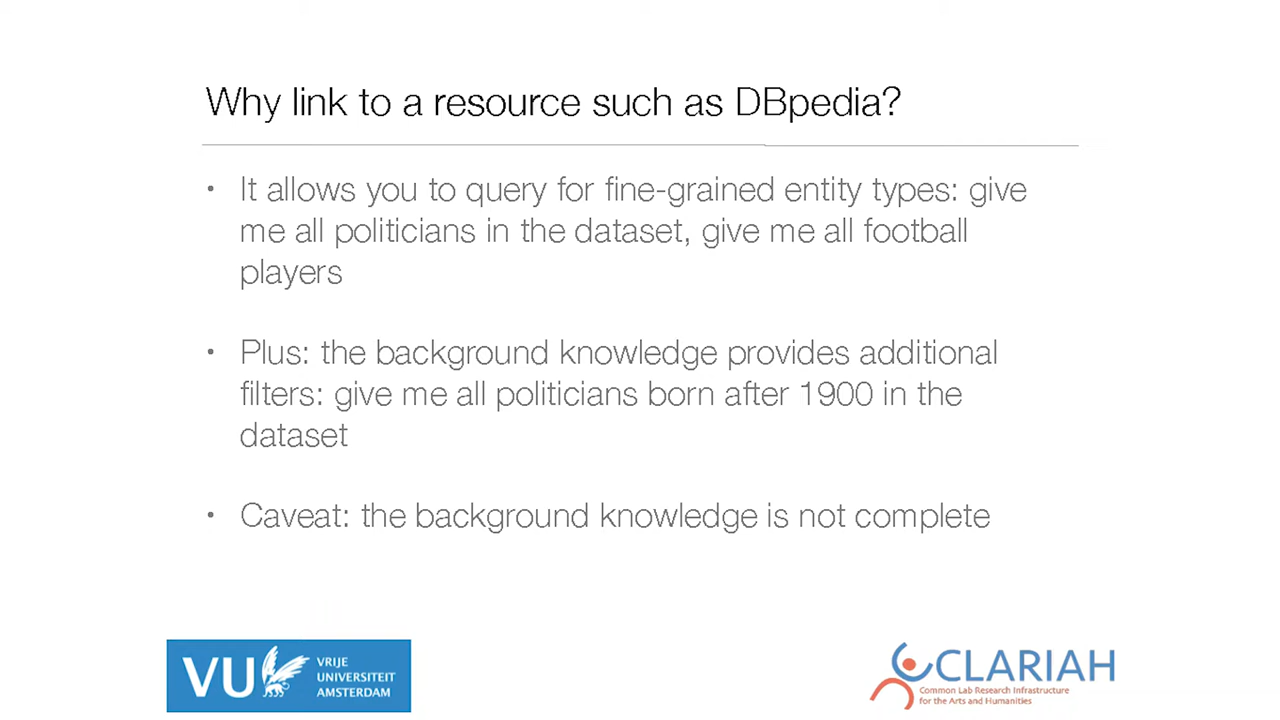 Why link to a resource such as DBpedia?
• It allows you to query for fine-grained entity types: give
me all politicians in the dataset, give me all football
players
• Plus: the background knowledge provides additional
filters: give me all politicians born after 1900 in the
dataset
• Caveat: the background knowledge is not complete
VU VRIJE
UNIVERSITEIT
AMSTERDAM
CLARIAH
Common Lab Research Infrastructure
for the Arts and Humanities